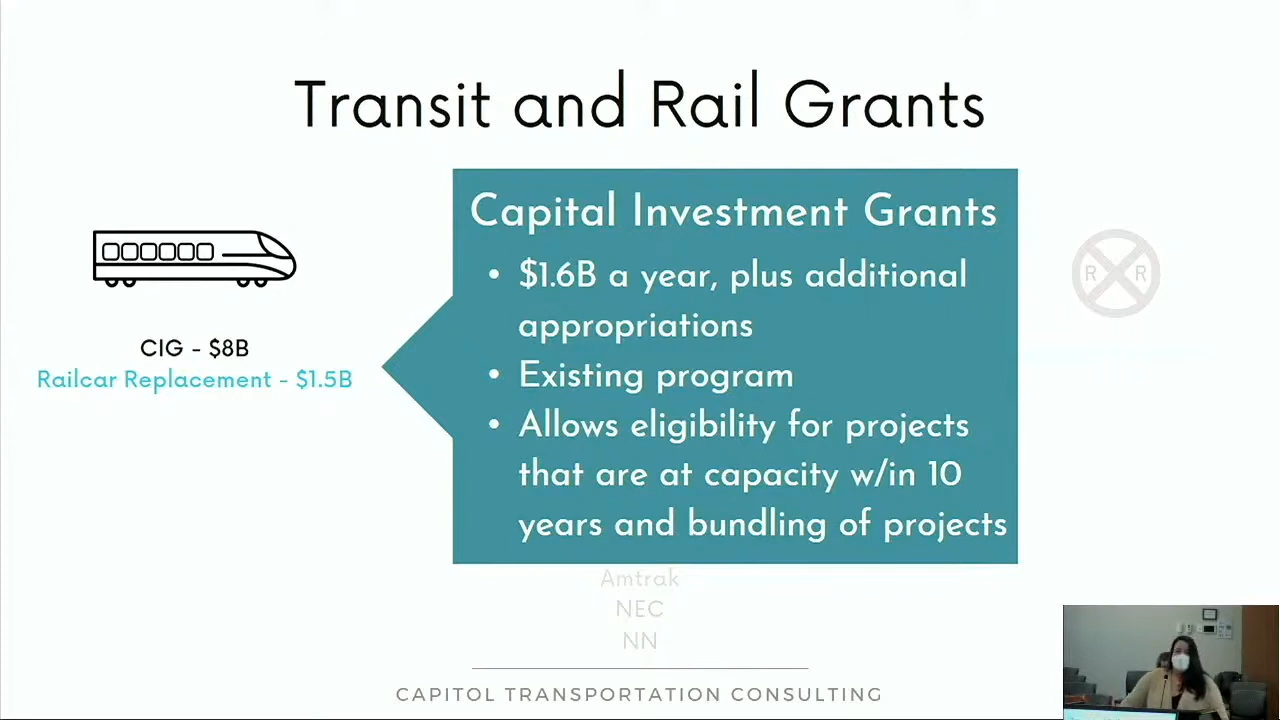 Transit and Rail Grants
Capital Investment Grants
• $1.6B a year, plus additional
appropriations
• Existing program
• Allows eligibility for projects
that are at capacity w/in 10
years and bundling of projects
CIG - $8B
Railcar Replacement - $1.5B
R R
Amtrak
NEC
NN
CAPITOL TRANSPORTATION CONSULTING